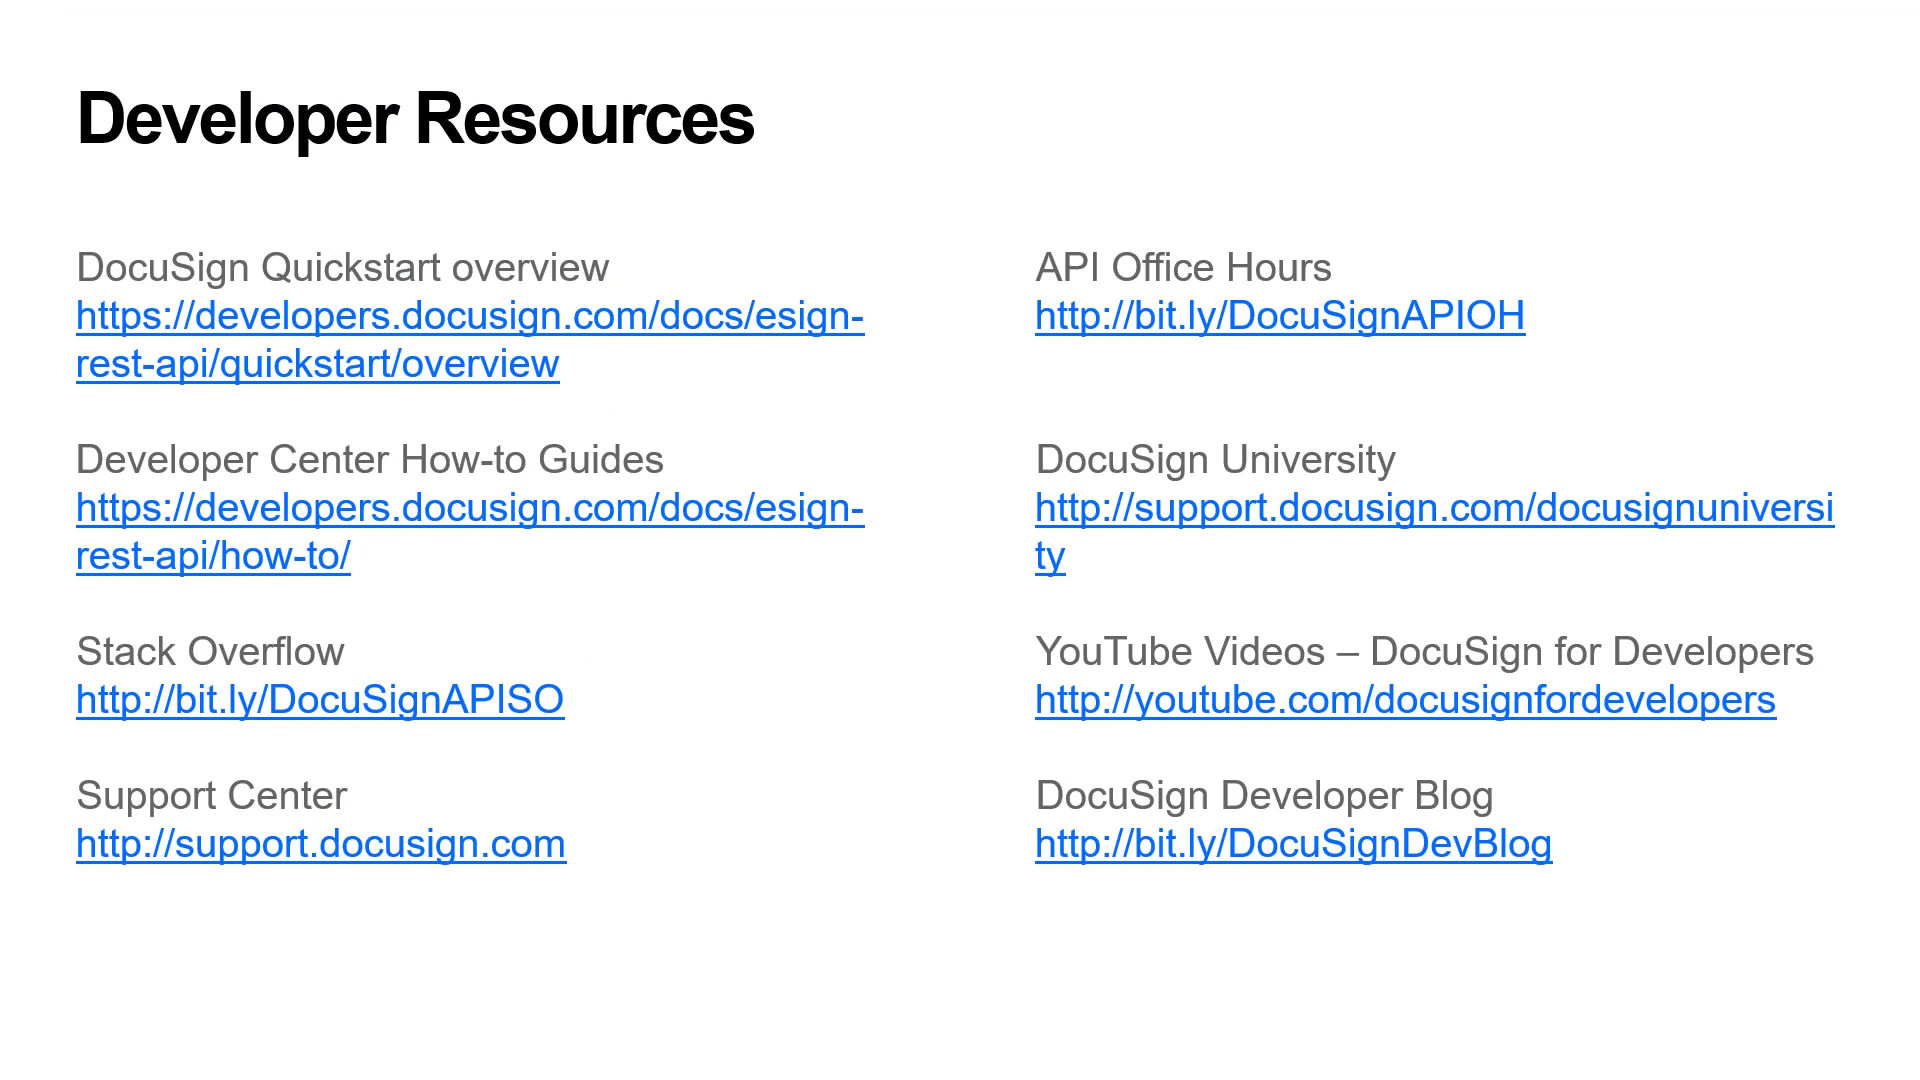 Developer Resources
DocuSign Quickstart overview
https://developers.docusign.com/docs/esign-
rest-api/quickstart/overview
Developer Center How-to Guides
https://developers.docusign.com/docs/esign-
rest-api/how-to/
Stack Overflow
http://bit.ly/DocuSignAPISO
Support Center
http://support.docusign.com
API Office Hours
http://bit.ly/DocuSignAPIOH
DocuSign University
http://support.docusign.com/docusignuniversi
ty
YouTube Videos – DocuSign for Developers
http://youtube.com/docusignfordevelopers
DocuSign Developer Blog
http://bit.ly/DocuSignDevBlog